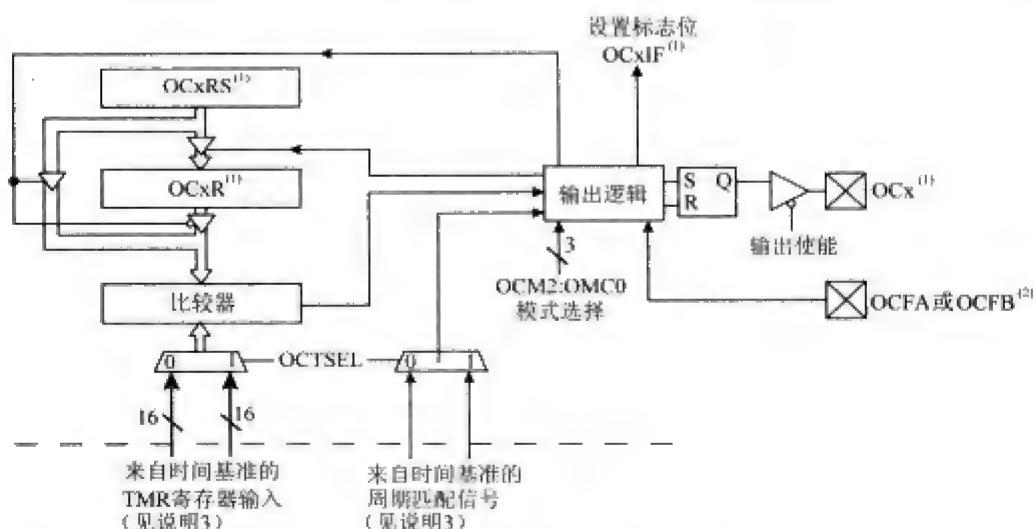 设置标志位
OCxIF(1)
OCxRS(1)
OCxR(1)
输出逻辑
S Q
R
OCx(1)
输出使能
3
OCM2:OMC0
模式选择
OCFA或OCFB(2)
比较器
0 1
OCTSEL
0 1
16
16
来自时间基准的
TMR寄存器输入
(见说明3)
来自时间基准的
周期匹配信号
(见说明3)